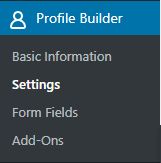 Profile Builder
Basic Information
Settings
Form Fields
Add-Ons